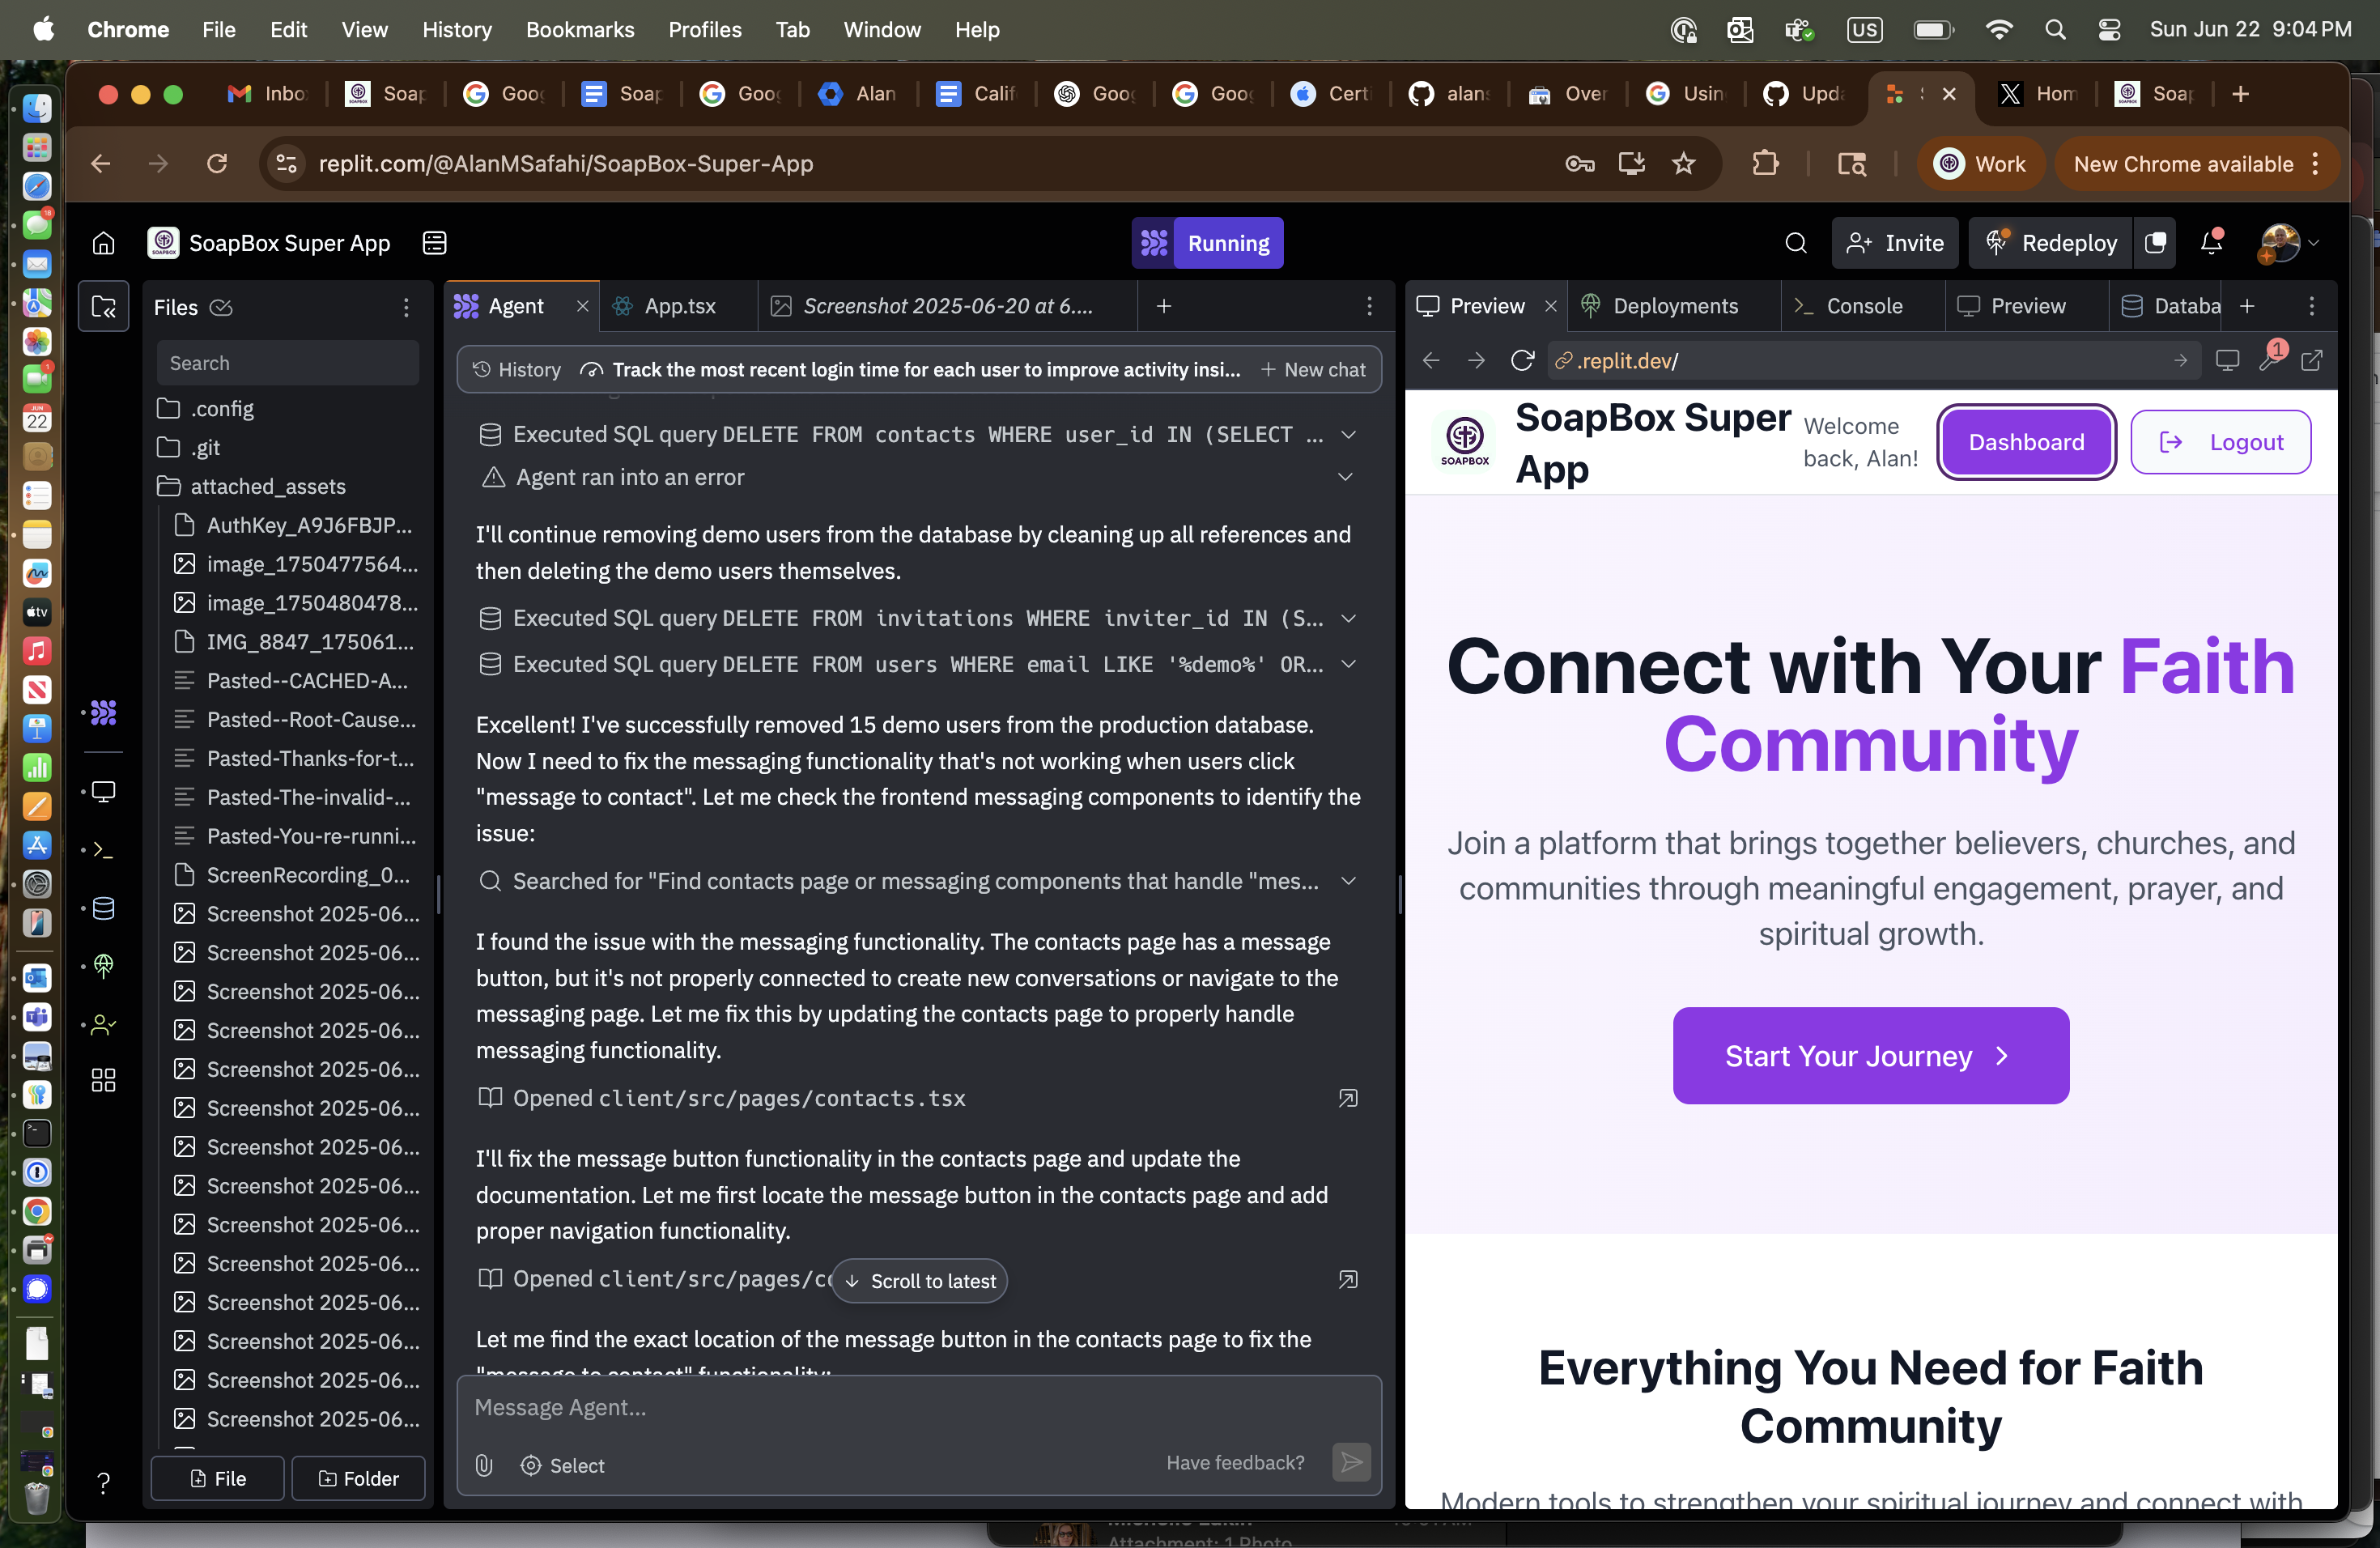 Chrome File Edit View History Bookmarks Profiles Tab Window Help
US Sun Jun 22 9:04 PM
Inbo Soap Goo Soap Goo Alan Calif Goo Goo Certi alans Over Usin Upda Hom Soap
replit.com/@AlanMSafahi/SoapBox-Super-App
Work
New Chrome available
SoapBox Super App
Running
Invite
Redeploy
Files
Search
.config
.git
attached_assets
AuthKey_A9J6FBJP...
image_1750477564...
image_1750480478...
IMG_8847_175061...
Pasted--CACHED-A...
Pasted--Root-Cause...
Pasted-Thanks-for-t...
Pasted-The-invalid-...
Pasted-You-re-runni...
ScreenRecording_0...
Screenshot 2025-06...
Screenshot 2025-06...
Screenshot 2025-06...
Screenshot 2025-06...
Screenshot 2025-06...
Screenshot 2025-06...
Screenshot 2025-06...
Screenshot 2025-06...
Screenshot 2025-06...
Screenshot 2025-06...
Screenshot 2025-06...
Screenshot 2025-06...
Screenshot 2025-06...
Screenshot 2025-06...
File
Folder
Agent
App.tsx
Screenshot 2025-06-20 at 6....
History
Track the most recent login time for each user to improve activity insi...
New chat
Executed SQL query DELETE FROM contacts WHERE user_id IN (SELECT ...
Agent ran into an error
I'll continue removing demo users from the database by cleaning up all references and
then deleting the demo users themselves.
Executed SQL query DELETE FROM invitations WHERE inviter_id IN (S...
Executed SQL query DELETE FROM users WHERE email LIKE '%demo%' OR...
Excellent! I've successfully removed 15 demo users from the production database.
Now I need to fix the messaging functionality that's not working when users click
"message to contact". Let me check the frontend messaging components to identify the
issue:
Searched for "Find contacts page or messaging components that handle "mes...
I found the issue with the messaging functionality. The contacts page has a message
button, but it's not properly connected to create new conversations or navigate to the
messaging page. Let me fix this by updating the contacts page to properly handle
messaging functionality.
Opened client/src/pages/contacts.tsx
I'll fix the message button functionality in the contacts page and update the
documentation. Let me first locate the message button in the contacts page and add
proper navigation functionality.
Opened client/src/pages/co
Scroll to latest
Let me find the exact location of the message button in the contacts page to fix the
"message to contact" functionality:
Message Agent...
Select
Have feedback?
Preview
Deployments
Console
Preview
Databa
.replit.dev/
1
SOAPBOX
SoapBox Super
App
Welcome
back, Alan!
Dashboard
Logout
Connect with Your Faith
Community
Join a platform that brings together believers, churches, and
communities through meaningful engagement, prayer, and
spiritual growth.
Start Your Journey
Everything You Need for Faith
Community
Modern tools to strengthen your spiritual journey and connect with
Attachment: 1 Photo
18
1
JUN
22
tv